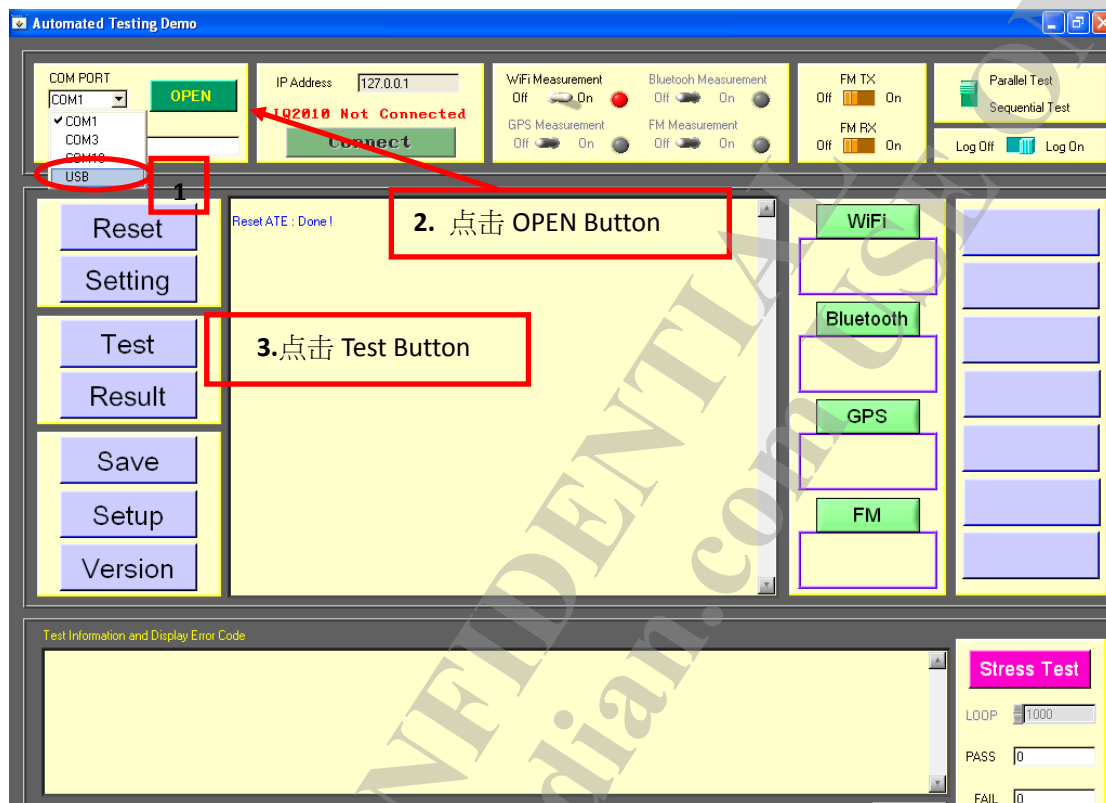 Automated Testing Demo
COM PORT
COM1
OPEN
COM1
COM3
COM10
USB
1
IP Address 127.0.0.1
IQ2010 Not Connected
Connect
WiFi Measurement
Off On
Bluetooh Measurement
Off On
GPS Measurement
Off On
FM Measurement
Off On
FM TX
Off On
FM RX
Off On
Parallel Test
Sequential Test
Log Off Log On
Reset
Setting
Test
Result
Save
Setup
Version
Reset ATE : Done !
2. 点击 OPEN Button
3.点击 Test Button
WiFi
Bluetooth
GPS
FM
Test Information and Display Error Code
Stress Test
LOOP 1000
PASS 0
FAIL 0